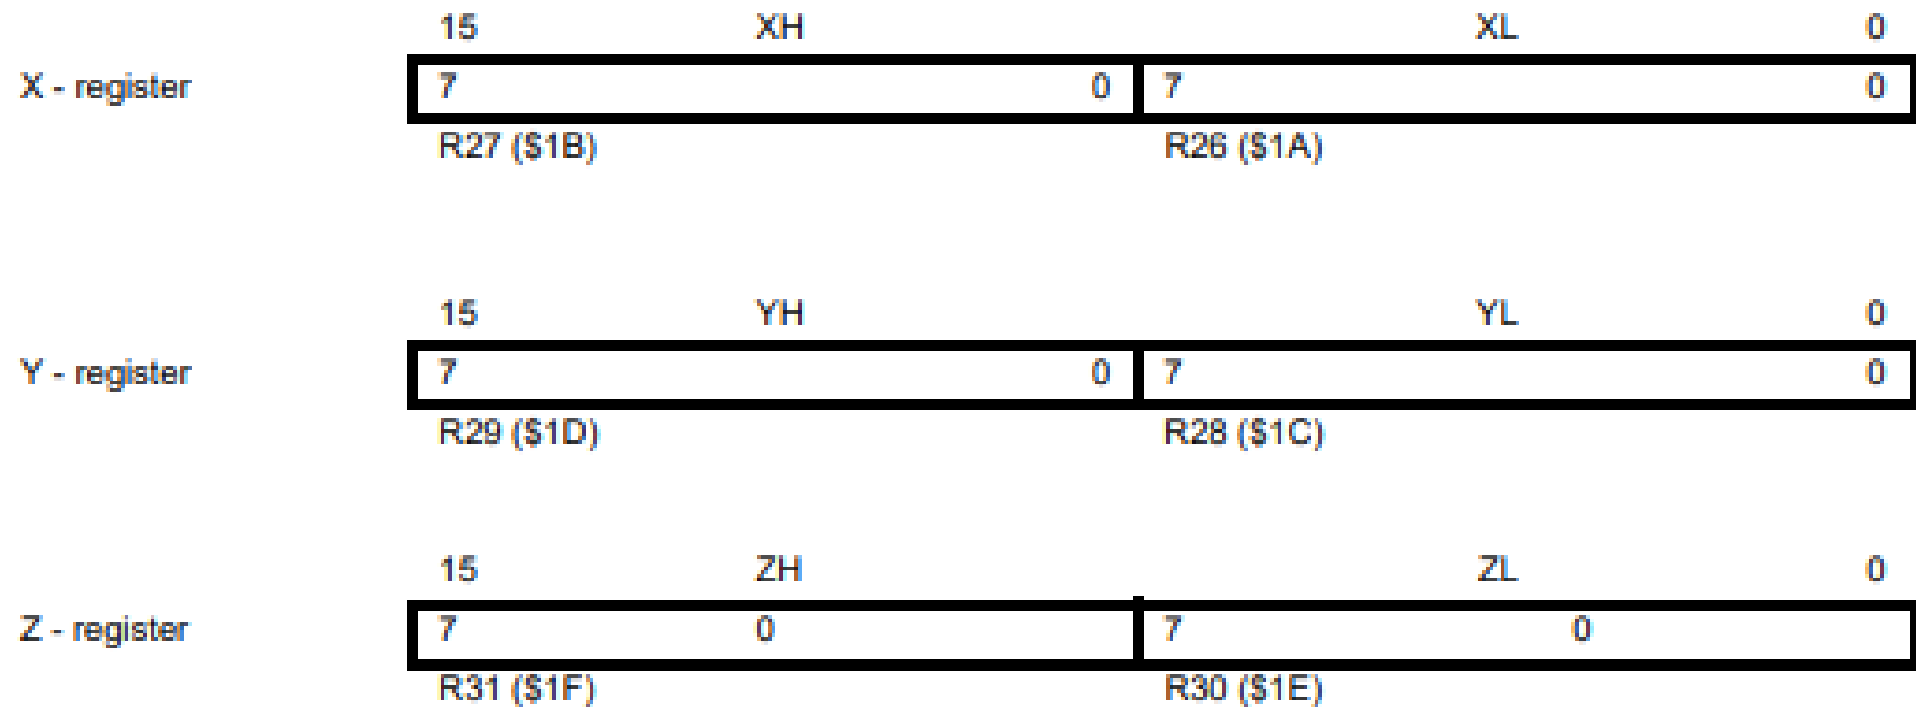 15 XH XL 0
X - register 7 0 7 0
R27 ($1B) R26 ($1A)
15 YH YL 0
Y - register 7 0 7 0
R29 ($1D) R28 ($1C)
15 ZH ZL 0
Z - register 7 0 7 0
R31 ($1F) R30 ($1E)